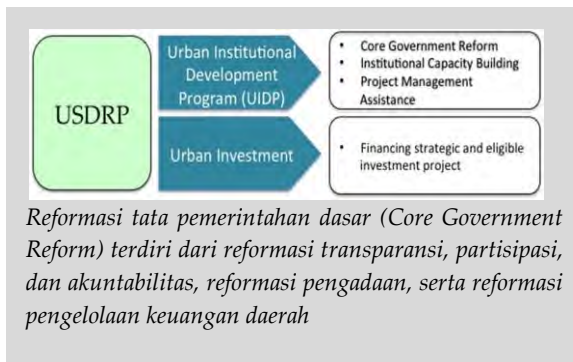 USDRP
Urban Institutional
Development
Program (UIDP)
• Core Government Reform
• Institutional Capacity Building
• Project Management
Assistance
Urban Investment
• Financing strategic and eligible
investment project
Reformasi tata pemerintahan dasar (Core Government
Reform) terdiri dari reformasi transparansi, partisipasi,
dan akuntabilitas, reformasi pengadaan, serta reformasi
pengelolaan keuangan daerah